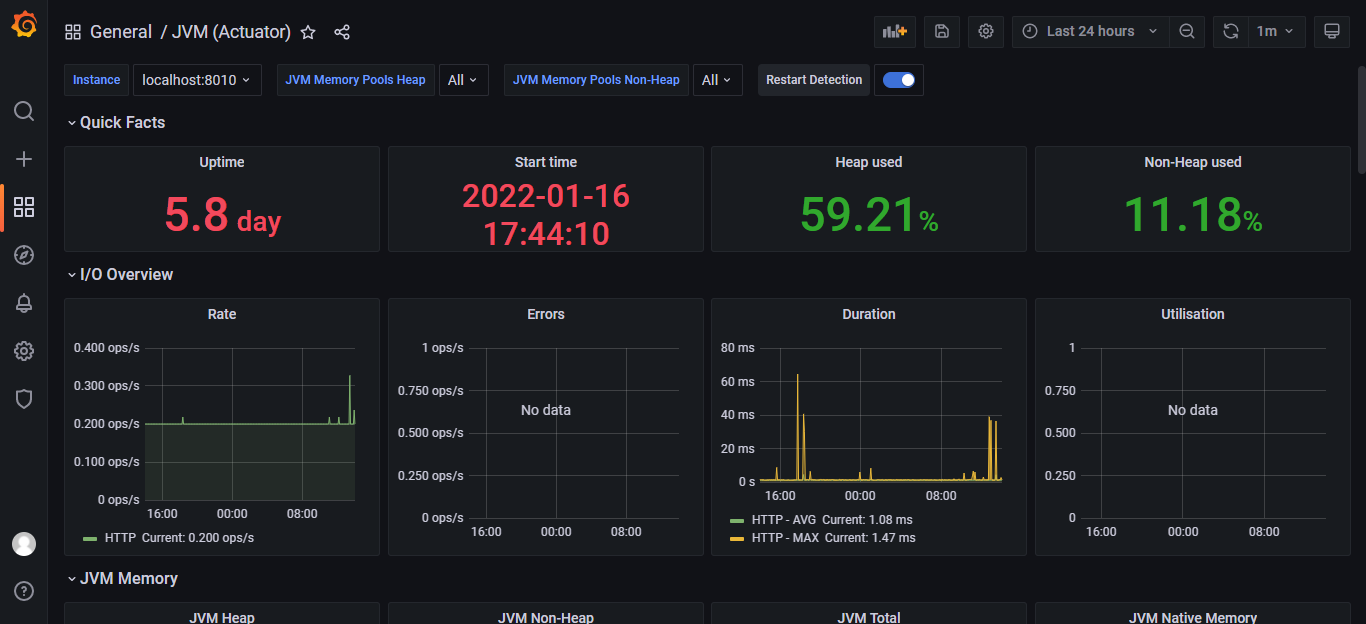 General / JVM (Actuator)
Last 24 hours
1m
Instance
localhost:8010
JVM Memory Pools Heap
All
JVM Memory Pools Non-Heap
All
Restart Detection
Quick Facts
Uptime
5.8 day
Start time
2022-01-16
17:44:10
Heap used
59.21%
Non-Heap used
11.18%
I/O Overview
Rate
0.400 ops/s
0.300 ops/s
0.200 ops/s
0.100 ops/s
0 ops/s
16:00 00:00 08:00
HTTP Current: 0.200 ops/s
Errors
1 ops/s
0.750 ops/s
0.500 ops/s
0.250 ops/s
0 ops/s
No data
16:00 00:00 08:00
Duration
80 ms
60 ms
40 ms
20 ms
0 s
16:00 00:00 08:00
HTTP - AVG Current: 1.08 ms
HTTP - MAX Current: 1.47 ms
Utilisation
1
0.750
0.500
0.250
0
No data
16:00 00:00 08:00
JVM Memory
JVM Heap
JVM Non-Heap
JVM Total
JVM Native Memory